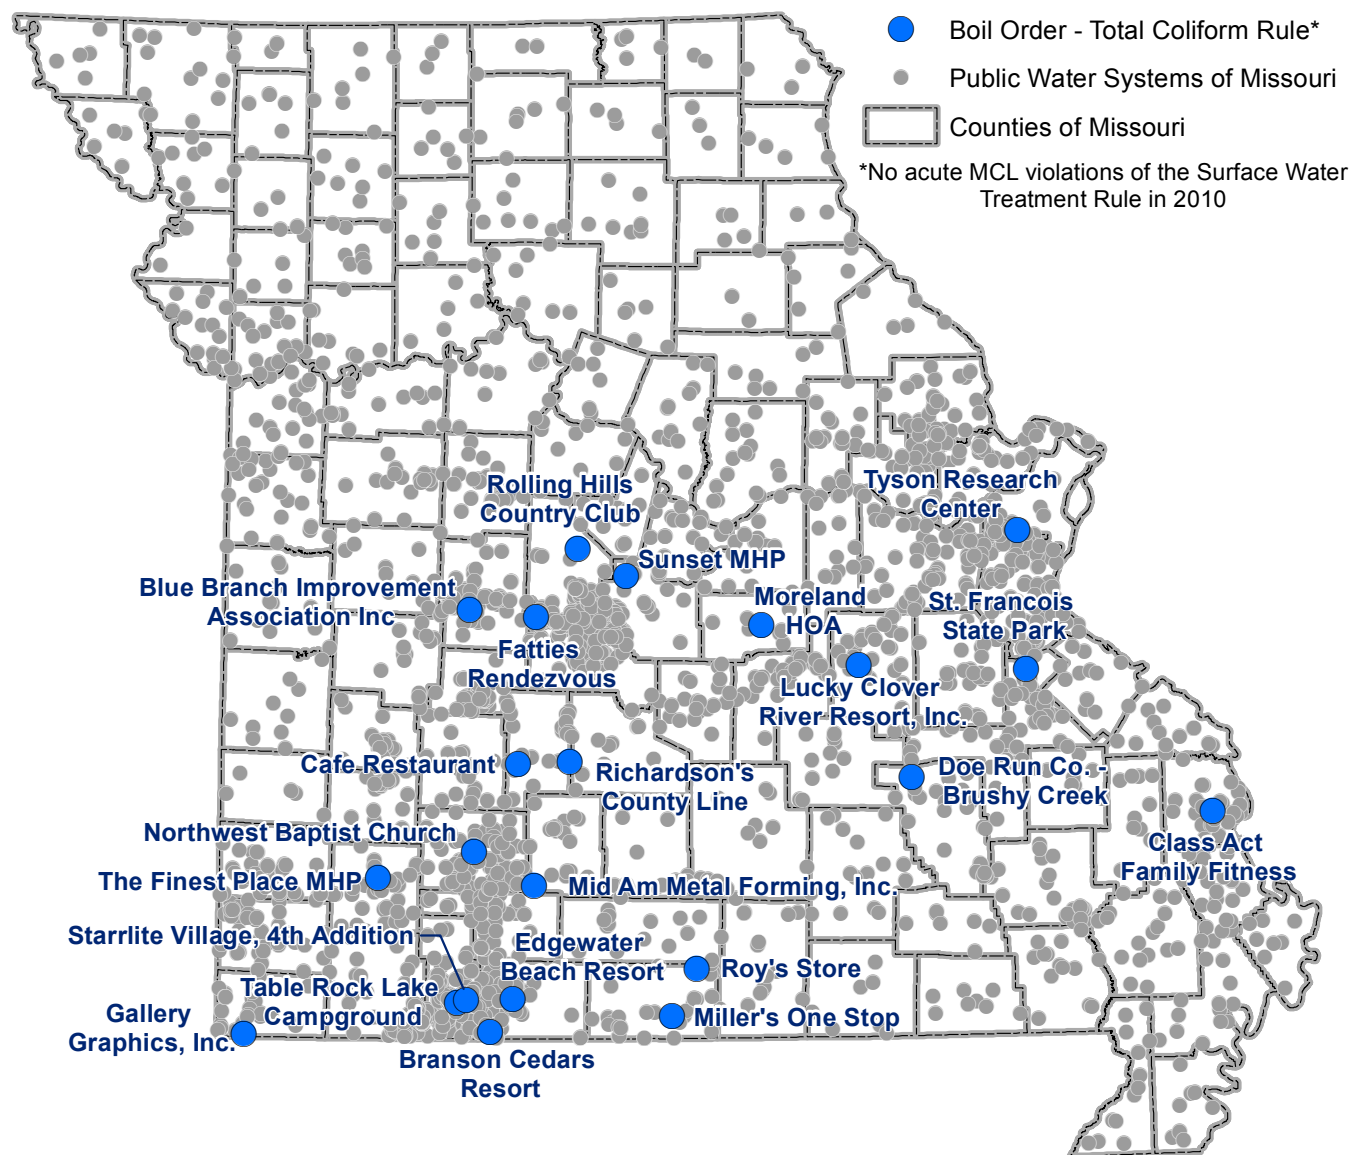 Boil Order - Total Coliform Rule*
Public Water Systems of Missouri
Counties of Missouri
*No acute MCL violations of the Surface Water
Treatment Rule in 2010
Tyson Research
Center
Rolling Hills
Country Club
Sunset MHP
Blue Branch Improvement
Association Inc
Moreland
HOA
St. Francois
State Park
Fatties
Rendezvous
Lucky Clover
River Resort, Inc.
Cafe Restaurant
Richardson's
County Line
Doe Run Co. -
Brushy Creek
Northwest Baptist Church
Class Act
Family Fitness
The Finest Place MHP
Mid Am Metal Forming, Inc.
Starrlite Village, 4th Addition
Edgewater
Beach Resort
Roy's Store
Table Rock Lake
Campground
Gallery
Graphics, Inc.
Miller's One Stop
Branson Cedars
Resort